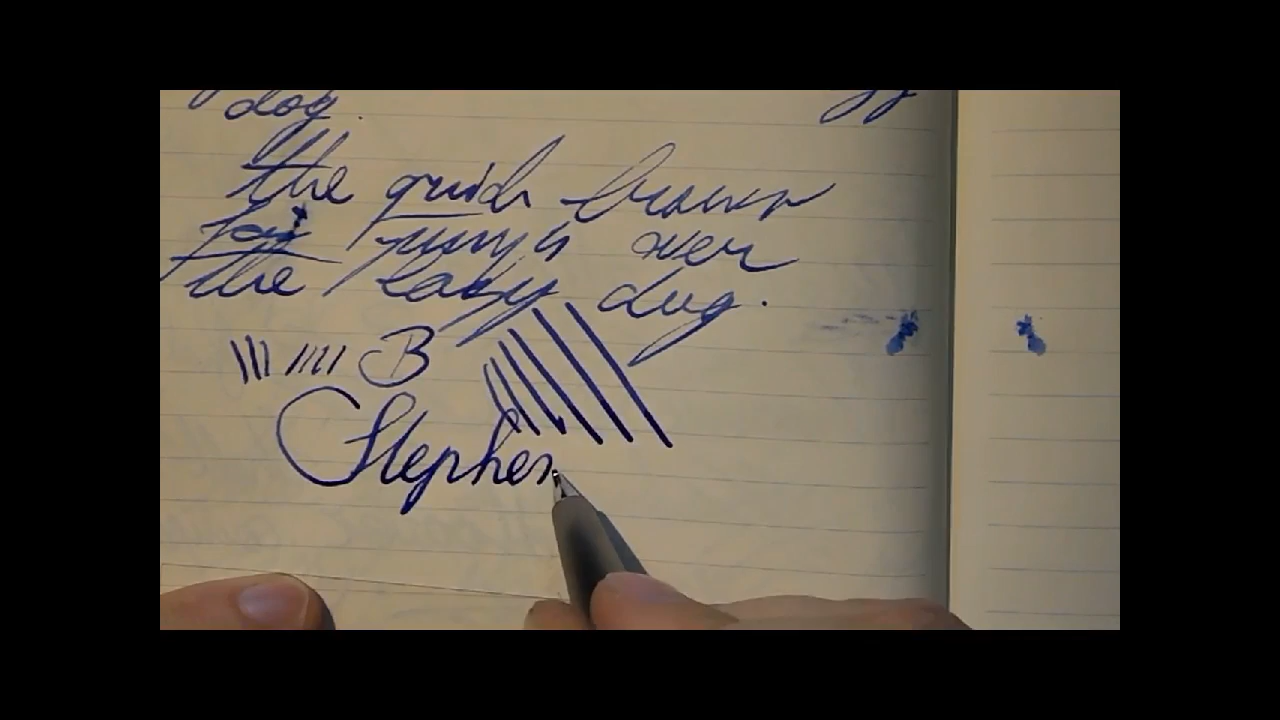 dog.
the quick brown
fox jumps over
the lazy dog.
B
Stephen